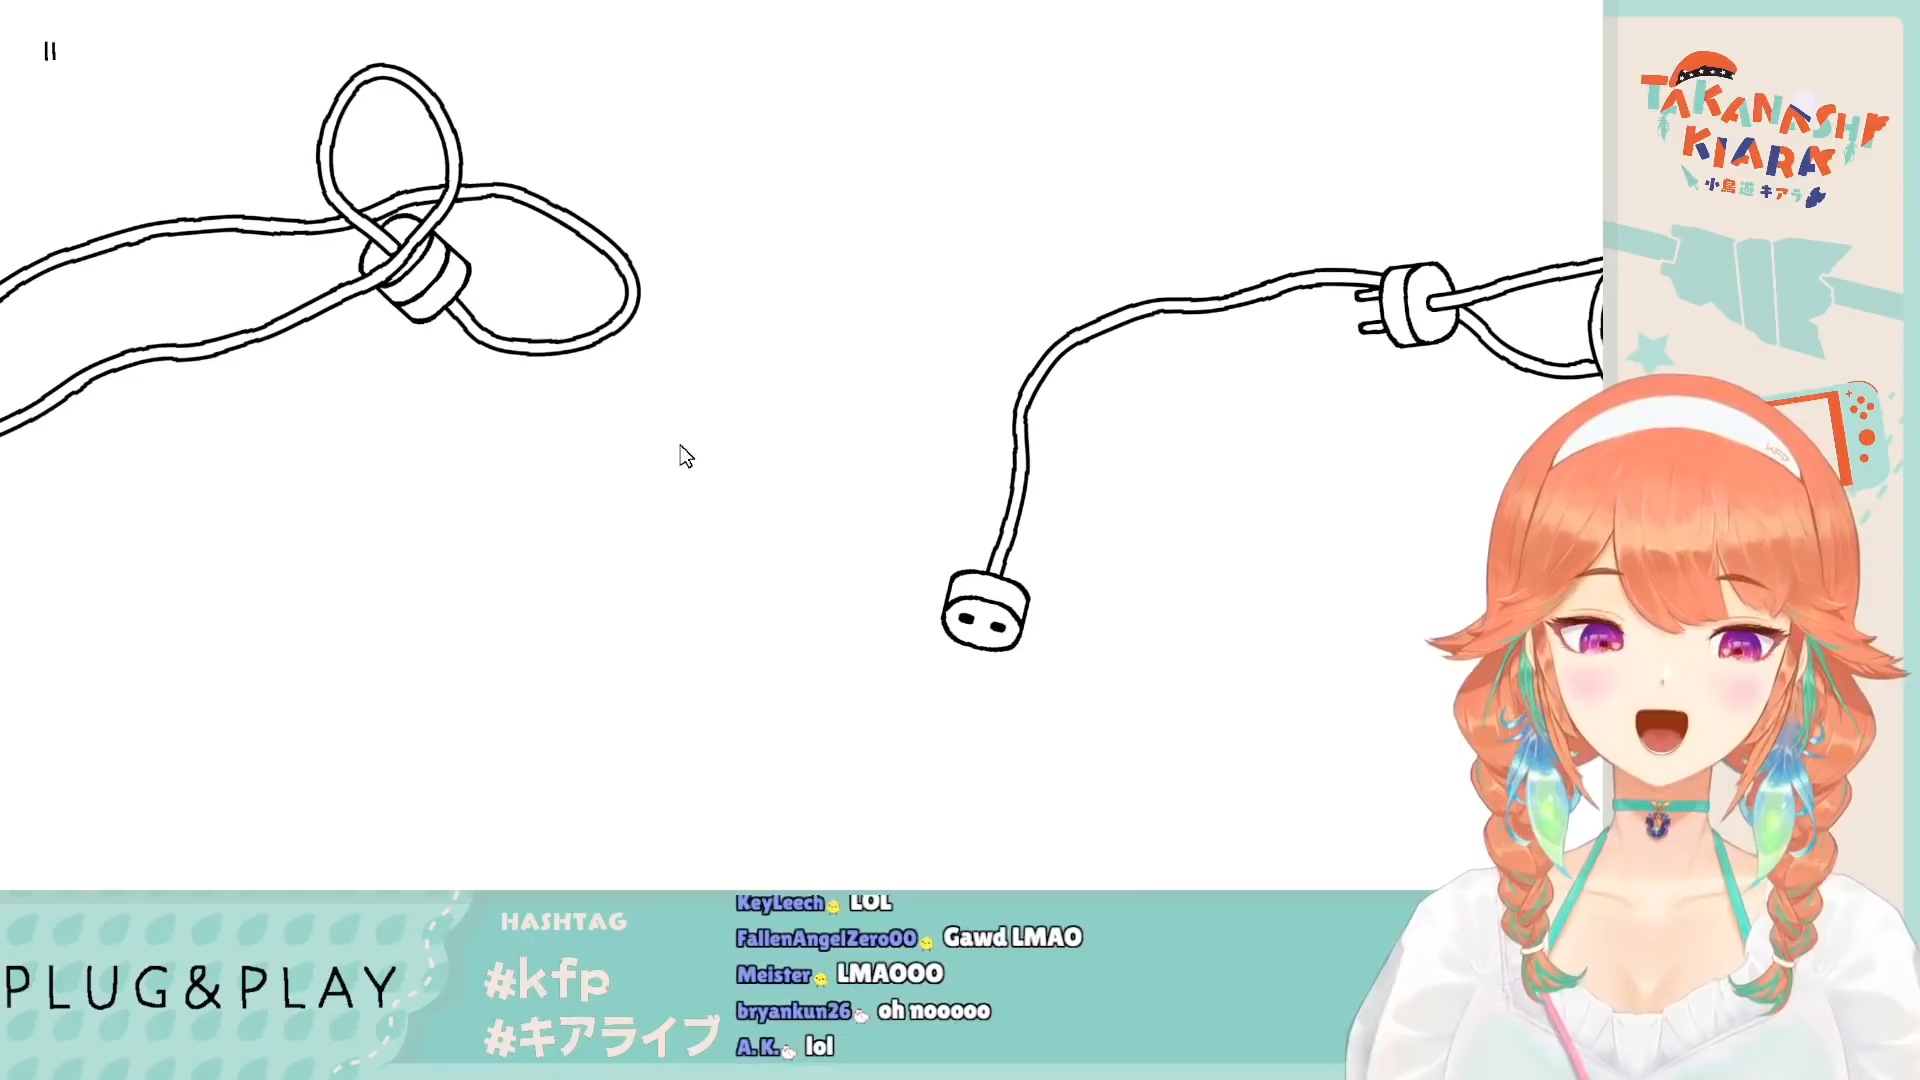 TAKANASHI
KIARA
小鳥遊 キアラ
KFP
PLUG&PLAY
HASHTAG
#kfp
#キアライブ
KeyLeech LOL
FallenAngelZero00 Gawd LMAO
Meister LMAOOO
bryankun26 oh nooooo
A.K. lol